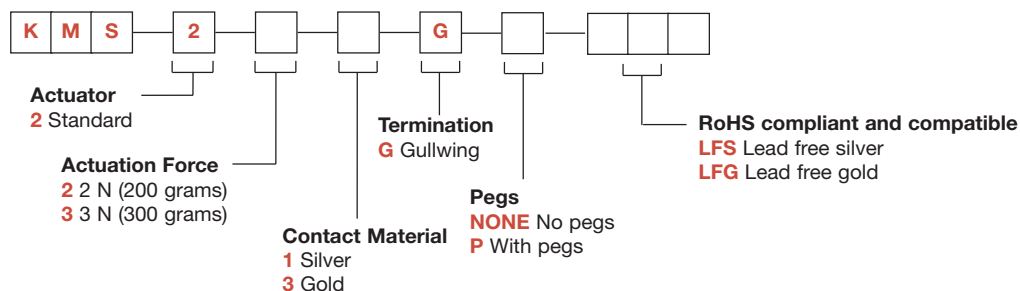 K M S 2 G
Actuator
2 Standard
Actuation Force
2 2 N (200 grams)
3 3 N (300 grams)
Contact Material
1 Silver
3 Gold
Termination
G Gullwing
Pegs
NONE No pegs
P With pegs
RoHS compliant and compatible
LFS Lead free silver
LFG Lead free gold